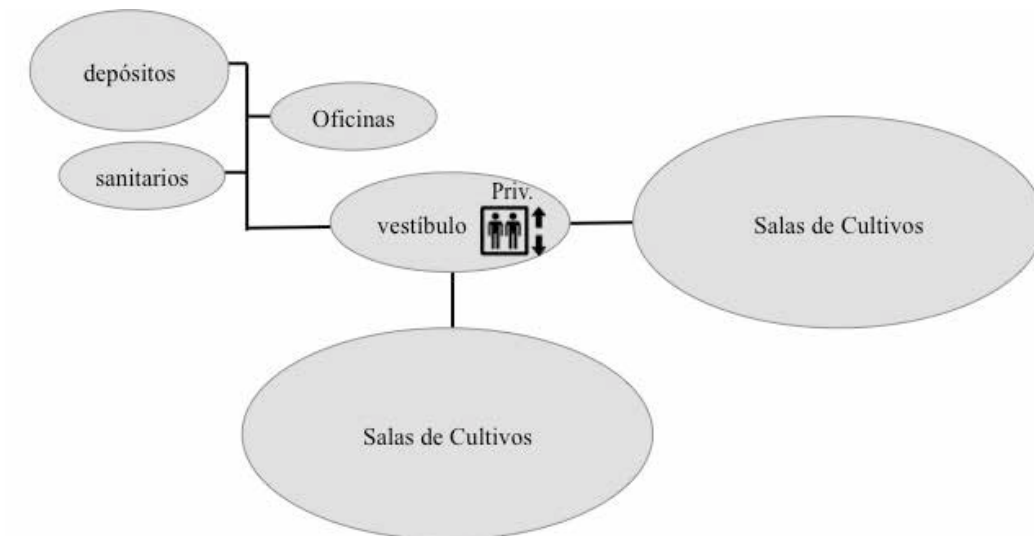 depósitos
Oficinas
sanitarios
Priv.
vestíbulo
Salas de Cultivos
Salas de Cultivos